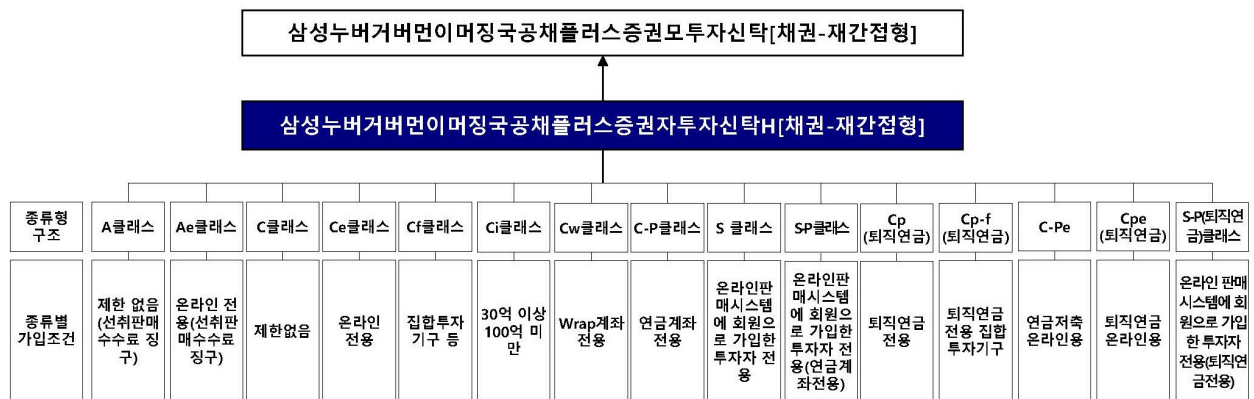 삼성누버거버먼이머징국공채플러스증권모투자신탁[채권-재간접형]
삼성누버거버먼이머징국공채플러스증권자투자신탁H[채권-재간접형]
종류형
구조
A클래스
Ae클래스
C클래스
Ce클래스
Cf클래스
Ci클래스
Cw클래스
C-P클래스
S 클래스
S-P클래스
Cp
(퇴직연금)
Cp-f
(퇴직연금)
C-Pe
Cpe
(퇴직연금)
S-P(퇴직연
금)클래스
종류별
가입조건
제한 없음
(선취판매
수수료 징
구)
온라인 전
용(선취판
매수수료
징구)
제한없음
온라인
전용
집합투자
기구 등
30억 이상
100억 미
만
Wrap계좌
전용
연금계좌
전용
온라인판
매시스템
에 회원으
로 가입한
투자자 전
용
온라인판
매시스템
에 회원으
로 가입한
투자자 전
용(연금계
좌전용)
퇴직연금
전용
퇴직연금
전용 집합
투자기구
연금저축
온라인용
퇴직연금
온라인용
온라인 판매
시스템에 회
원으로 가입
한 투자자
전용(퇴직연
금전용)